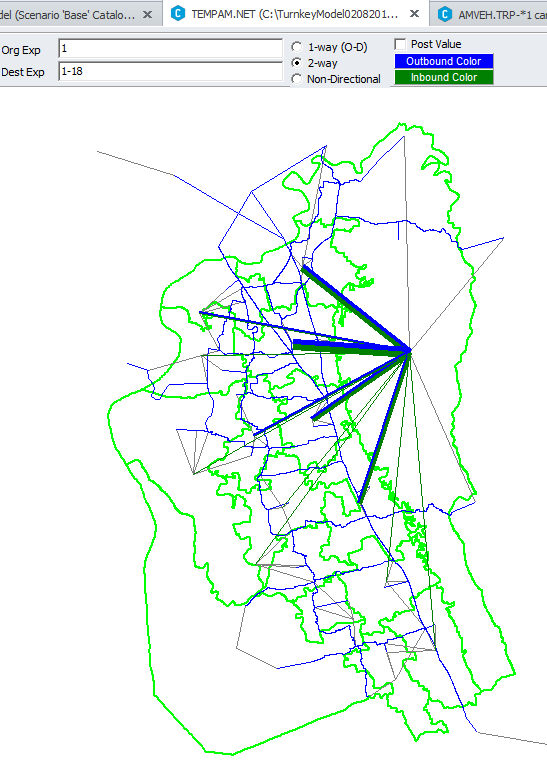 del (Scenario 'Base' Catalo...
TEMPAM.NET (C:\TurnkeyModel0208201...
AMVEH.TRP-*1 car
Org Exp
1
1-way (O-D)
Post Value
2-way
Outbound Color
Dest Exp
1-18
Non-Directional
Inbound Color